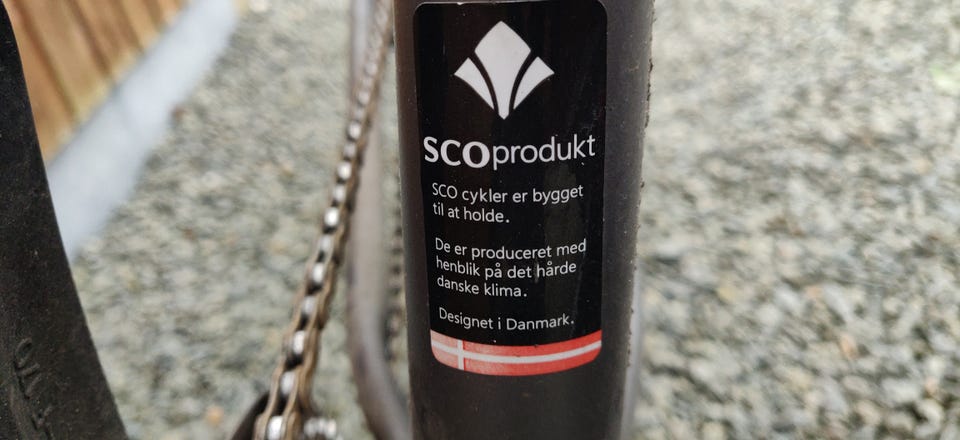 SCOprodukt
SCO cykler er bygget
til at holde.
De er produceret med
henblik på det hårde
danske klima.
Designet i Danmark.